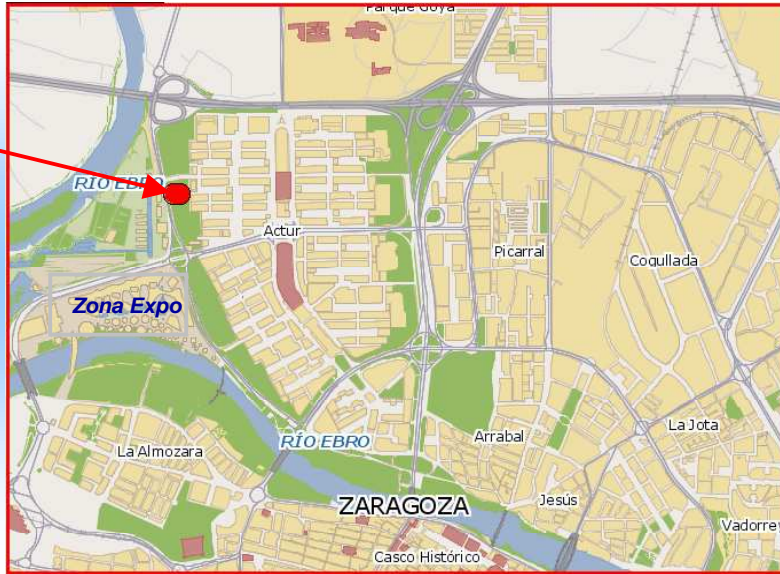 Parque Goya
RÍO EBRO
Actur
Picarral
Cogullada
Zona Expo
La Jota
Arrabal
RÍO EBRO
La Almozara
ZARAGOZA
Jesús
Vadorrey
Casco Histórico